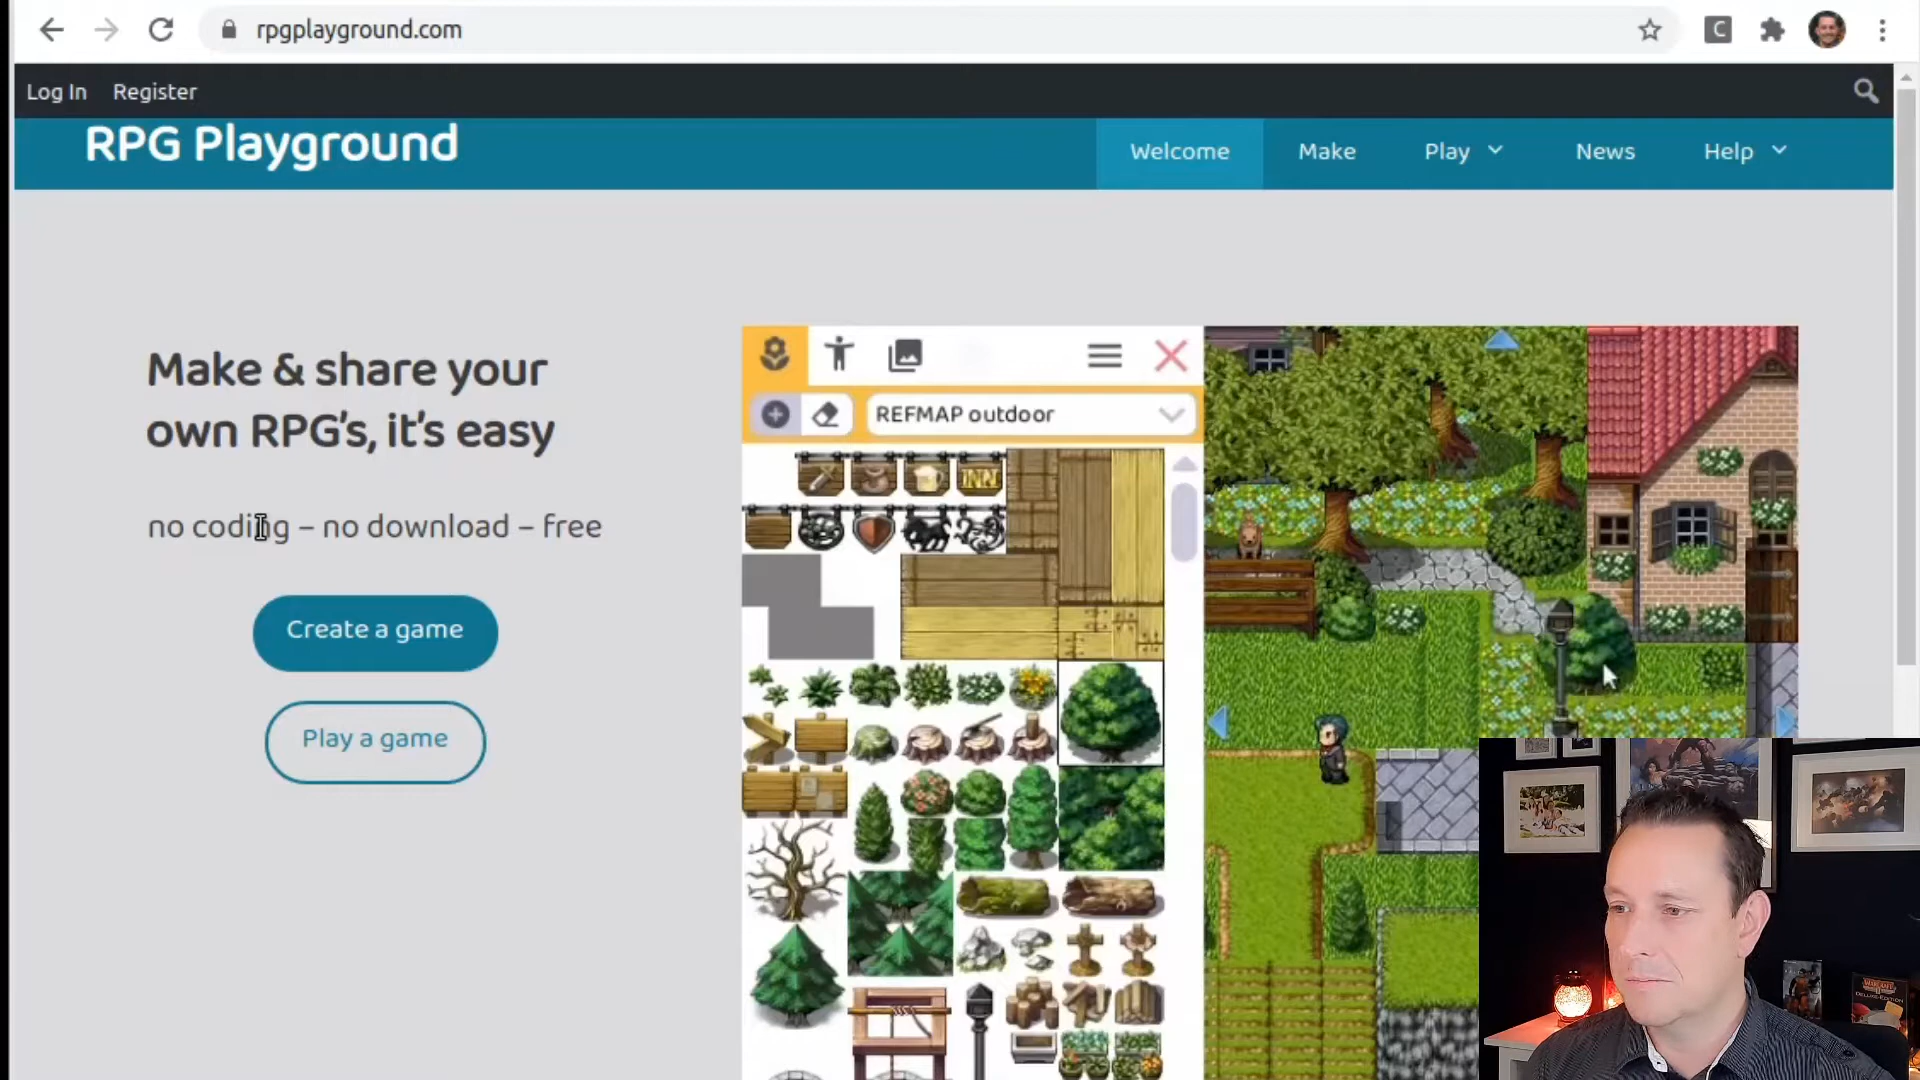 rpgplayground.com
C
Log In Register
RPG Playground
Welcome Make Play News Help
Make & share your
own RPG's, it's easy
no coding – no download – free
Create a game
Play a game
REFMAP outdoor
INN
WARCRAFT